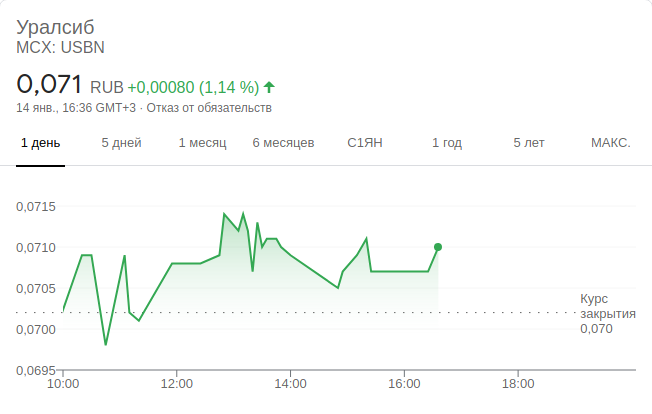 Уралсиб
MCX: USBN
0,071 RUB +0,00080 (1,14 %)
14 янв., 16:36 GMT+3 · Отказ от обязательств
1 день 5 дней 1 месяц 6 месяцев С1ЯН 1 год 5 лет МАКС.
0,0715
0,0710
0,0705
0,0700
0,0695
Курс
закрытия
0,070
10:00 12:00 14:00 16:00 18:00